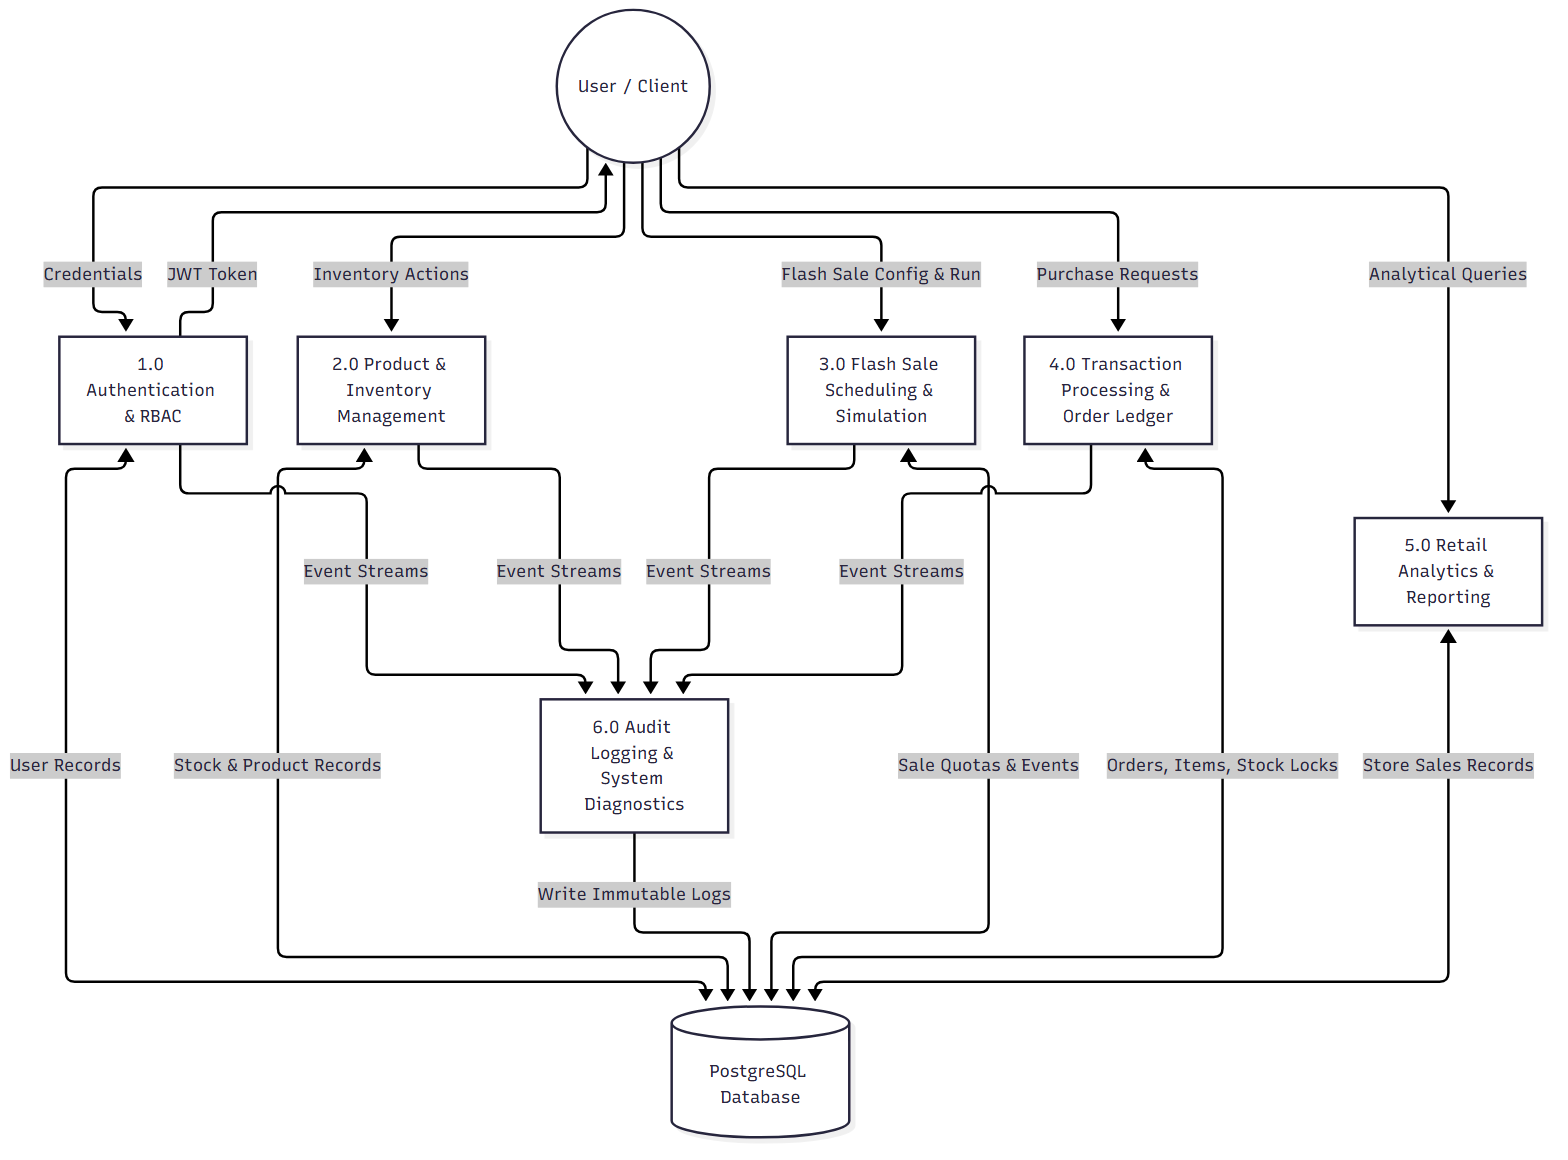 User / Client
Credentials
JWT Token
Inventory Actions
Flash Sale Config & Run
Purchase Requests
Analytical Queries
1.0
Authentication
& RBAC
2.0 Product &
Inventory
Management
3.0 Flash Sale
Scheduling &
Simulation
4.0 Transaction
Processing &
Order Ledger
5.0 Retail
Analytics &
Reporting
Event Streams
Event Streams
Event Streams
Event Streams
6.0 Audit
Logging &
System
Diagnostics
User Records
Stock & Product Records
Sale Quotas & Events
Orders, Items, Stock Locks
Store Sales Records
Write Immutable Logs
PostgreSQL
Database